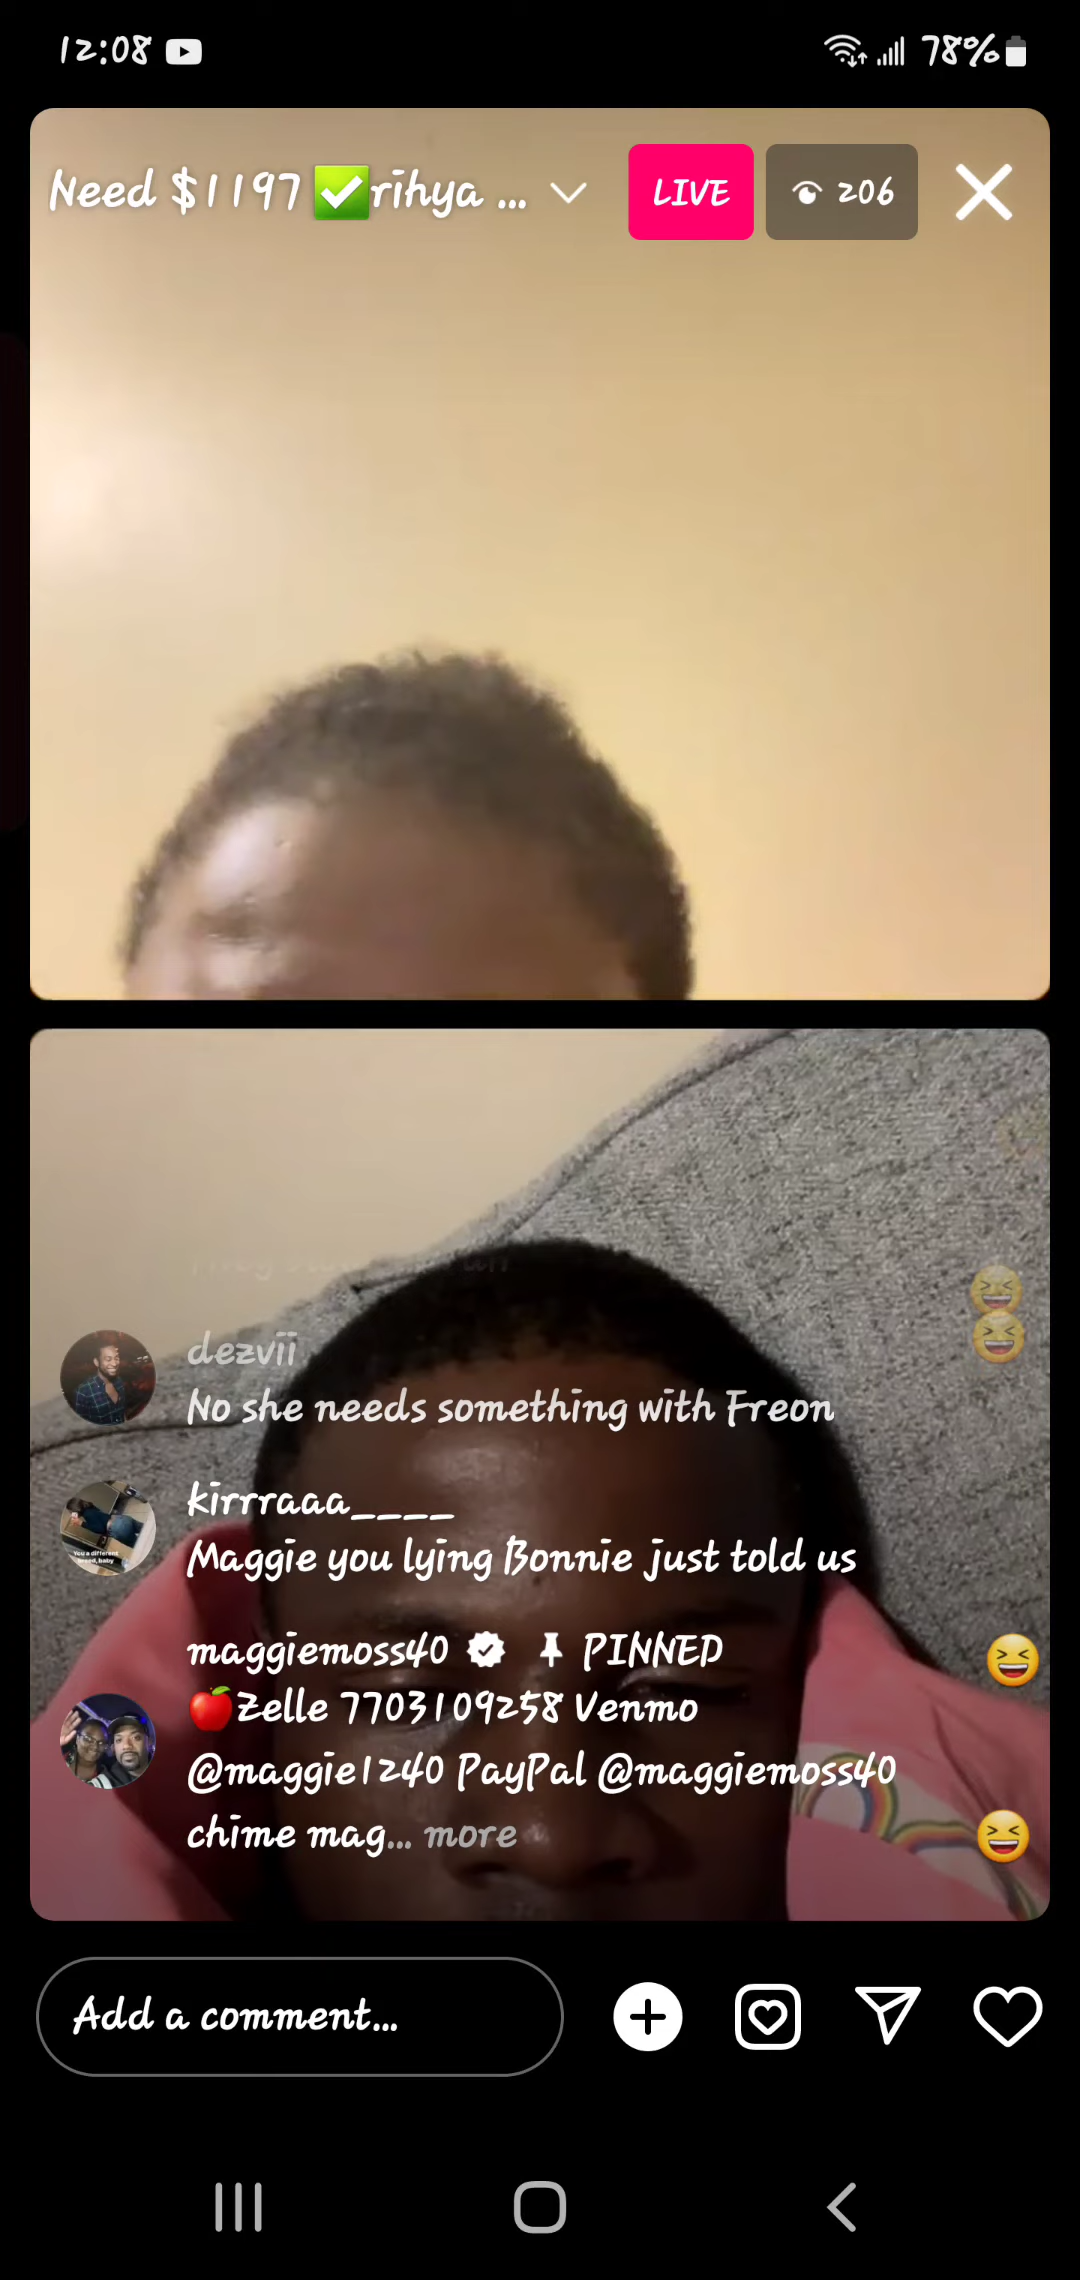 12:08 78%
Need $1197 ✅rihya ...
LIVE 206
dezvii
No she needs something with Freon
kirrraaa____
Maggie you lying Bonnie just told us
maggiemoss40 PINNED
🍎Zelle 7703109258 Venmo
@maggie1240 PayPal @maggiemoss40
chime mag... more
Add a comment...